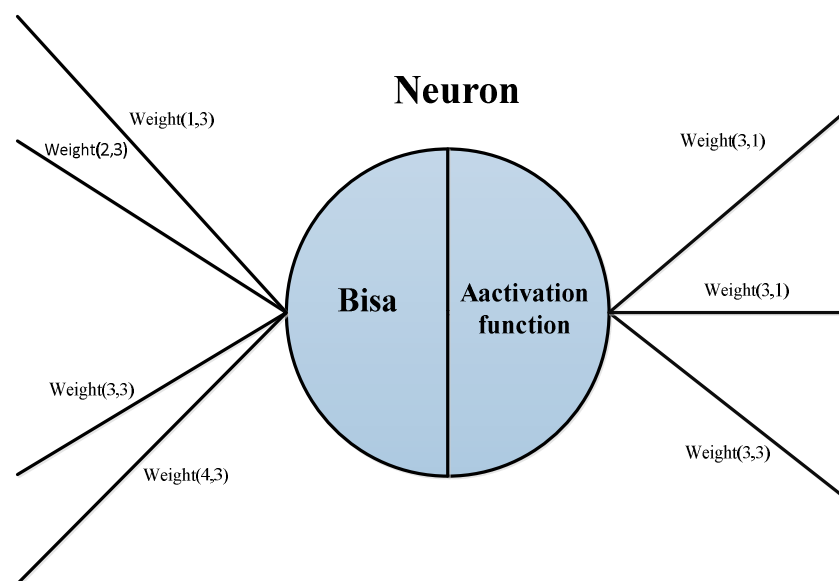 Neuron
Weight(1,3)
Weight(2,3)
Weight(3,3)
Weight(4,3)
Bisa
Aactivation
function
Weight(3,1)
Weight(3,1)
Weight(3,3)